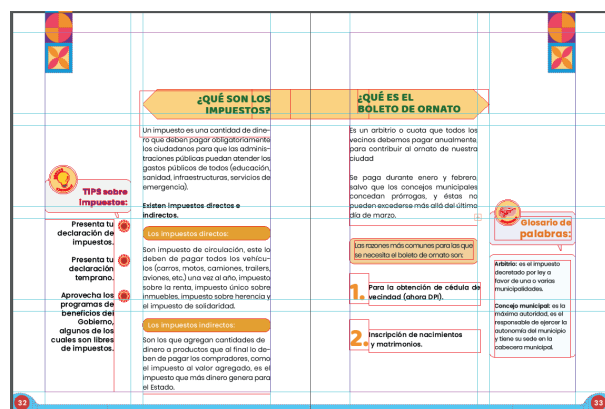 ¿QUÉ SON LOS
IMPUESTOS?
Un impuesto es una cantidad de dine-
ro que deben pagar obligatoriamente
los ciudadanos para que las adminis-
traciones públicas puedan atender los
gastos públicos de todos (educación,
sanidad, infraestructuras, servicios de
emergencia).
Existen impuestos directos e
indirectos.
Los impuestos directos:
Son impuesto de circulación, este lo
deben de pagar todos los vehícu-
los (carros, motos, camiones, trailers,
aviones, etc.) una vez al año, impuesto
sobre la renta, impuesto único sobre
inmuebles, impuesto sobre herencia y
el impuesto de solidaridad.
Los impuestos indirectos:
Son los que agregan cantidades de
dinero a productos que al final lo de-
ben de pagar los compradores, como
el impuesto al valor agregado, es el
impuesto que más dinero genera para
el Estado.
TIPS sobre
impuestos:
Presenta tu
declaración de
impuestos.
Presenta tu
declaración
temprano.
Aprovecha los
programas de
beneficios del
Gobierno,
algunos de los
cuales son libres
de impuestos.
32
¿QUÉ ES EL
BOLETO DE ORNATO
Es un arbitrio o cuota que todos los
vecinos debemos pagar anualmente,
para contribuir al ornato de nuestra
ciudad
Se paga durante enero y febrero,
salvo que los concejos municipales
concedan prórrogas, y éstas no
pueden excederse más allá del último
día de marzo.
Las razones más comunes para las que
se necesita el boleto de ornato son:
1. Para la obtención de cédula de
vecindad (ahora DPI).
2. Inscripción de nacimientos
y matrimonios.
Glosario de
palabras:
Arbitrio: es el impuesto
decretado por ley a
favor de una o varias
municipalidades.
Concejo municipal: es la
máxima autoridad, es el
responsable de ejercer la
autonomía del municipio
y tiene su sede en la
cabecera municipal.
33